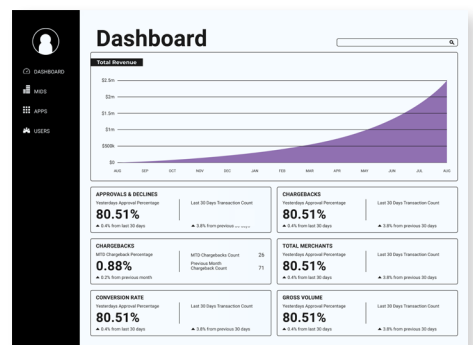 Dashboard
DASHBOARD
MIDS
APPS
USERS
Total Revenue
$2.5m
$2m
$1.5m
$1m
$500k
$0
AUG SEP OCT NOV DEC JAN FEB MAR APR MAY JUN JUL AUG
APPROVALS & DECLINES
Yesterdays Approval Percentage
80.51%
0.4% from last 30 days
Last 30 Days Transaction Count
3.8% from previous 30 days
CHARGEBACKS
Yesterdays Approval Percentage
80.51%
0.4% from last 30 days
Last 30 Days Transaction Count
3.8% from previous 30 days
CHARGEBACKS
MTD Chargeback Percentage
0.88%
0.2% from previous month
MTD Chargebacks Count 26
Previous Month
Chargeback Count 71
TOTAL MERCHANTS
Yesterdays Approval Percentage
80.51%
0.4% from last 30 days
Last 30 Days Transaction Count
3.8% from previous 30 days
CONVERSION RATE
Yesterdays Approval Percentage
80.51%
0.4% from last 30 days
Last 30 Days Transaction Count
3.8% from previous 30 days
GROSS VOLUME
Yesterdays Approval Percentage
80.51%
0.4% from last 30 days
Last 30 Days Transaction Count
3.8% from previous 30 days